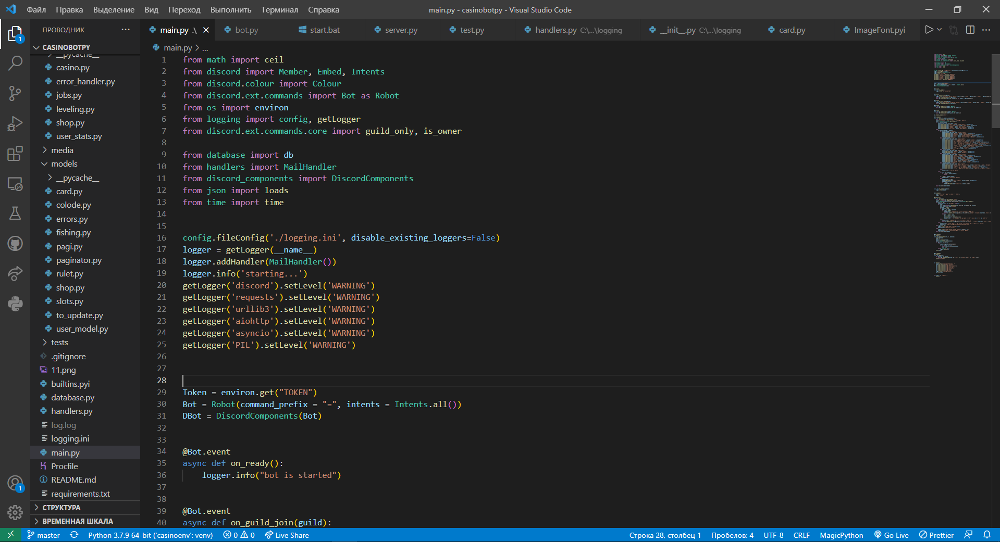 Файл Правка Выделение Вид Переход Выполнить Терминал Справка
main.py - casinobotpy - Visual Studio Code
ПРОВОДНИК
main.py .\
bot.py
start.bat
server.py
test.py
handlers.py C:\...\logging
__init__.py C:\...\logging
card.py
ImageFont.pyi
1
CASINOBOTPY
__pycache__
casino.py
error_handler.py
jobs.py
leveling.py
shop.py
user_stats.py
media
models
__pycache__
card.py
colode.py
errors.py
fishing.py
pagi.py
paginator.py
rulet.py
shop.py
slots.py
to_update.py
user_model.py
tests
.gitignore
11.png
builtins.pyi
database.py
handlers.py
log.log
logging.ini
main.py
Procfile
README.md
requirements.txt
СТРУКТУРА
ВРЕМЕННАЯ ШКАЛА
1
main.py > ...
1 from math import ceil
2 from discord import Member, Embed, Intents
3 from discord.colour import Colour
4 from discord.ext.commands import Bot as Robot
5 from os import environ
6 from logging import config, getLogger
7 from discord.ext.commands.core import guild_only, is_owner
8
9 from database import db
10 from handlers import MailHandler
11 from discord_components import DiscordComponents
12 from json import loads
13 from time import time
14
15
16 config.fileConfig('./logging.ini', disable_existing_loggers=False)
17 logger = getLogger(__name__)
18 logger.addHandler(MailHandler())
19 logger.info('starting...')
20 getLogger('discord').setLevel('WARNING')
21 getLogger('requests').setLevel('WARNING')
22 getLogger('urllib3').setLevel('WARNING')
23 getLogger('aiohttp').setLevel('WARNING')
24 getLogger('asyncio').setLevel('WARNING')
25 getLogger('PIL').setLevel('WARNING')
26
27
28
29 Token = environ.get("TOKEN")
30 Bot = Robot(command_prefix = "=", intents = Intents.all())
31 DBot = DiscordComponents(Bot)
32
33
34 @Bot.event
35 async def on_ready():
36     logger.info("bot is started")
37
38
39 @Bot.event
40 async def on_guild_join(guild):
master
Python 3.7.9 64-bit ('casinoenv': venv)
0 0
Live Share
Строка 28, столбец 1
Пробелов: 4
UTF-8
CRLF
MagicPython
Go Live
Prettier